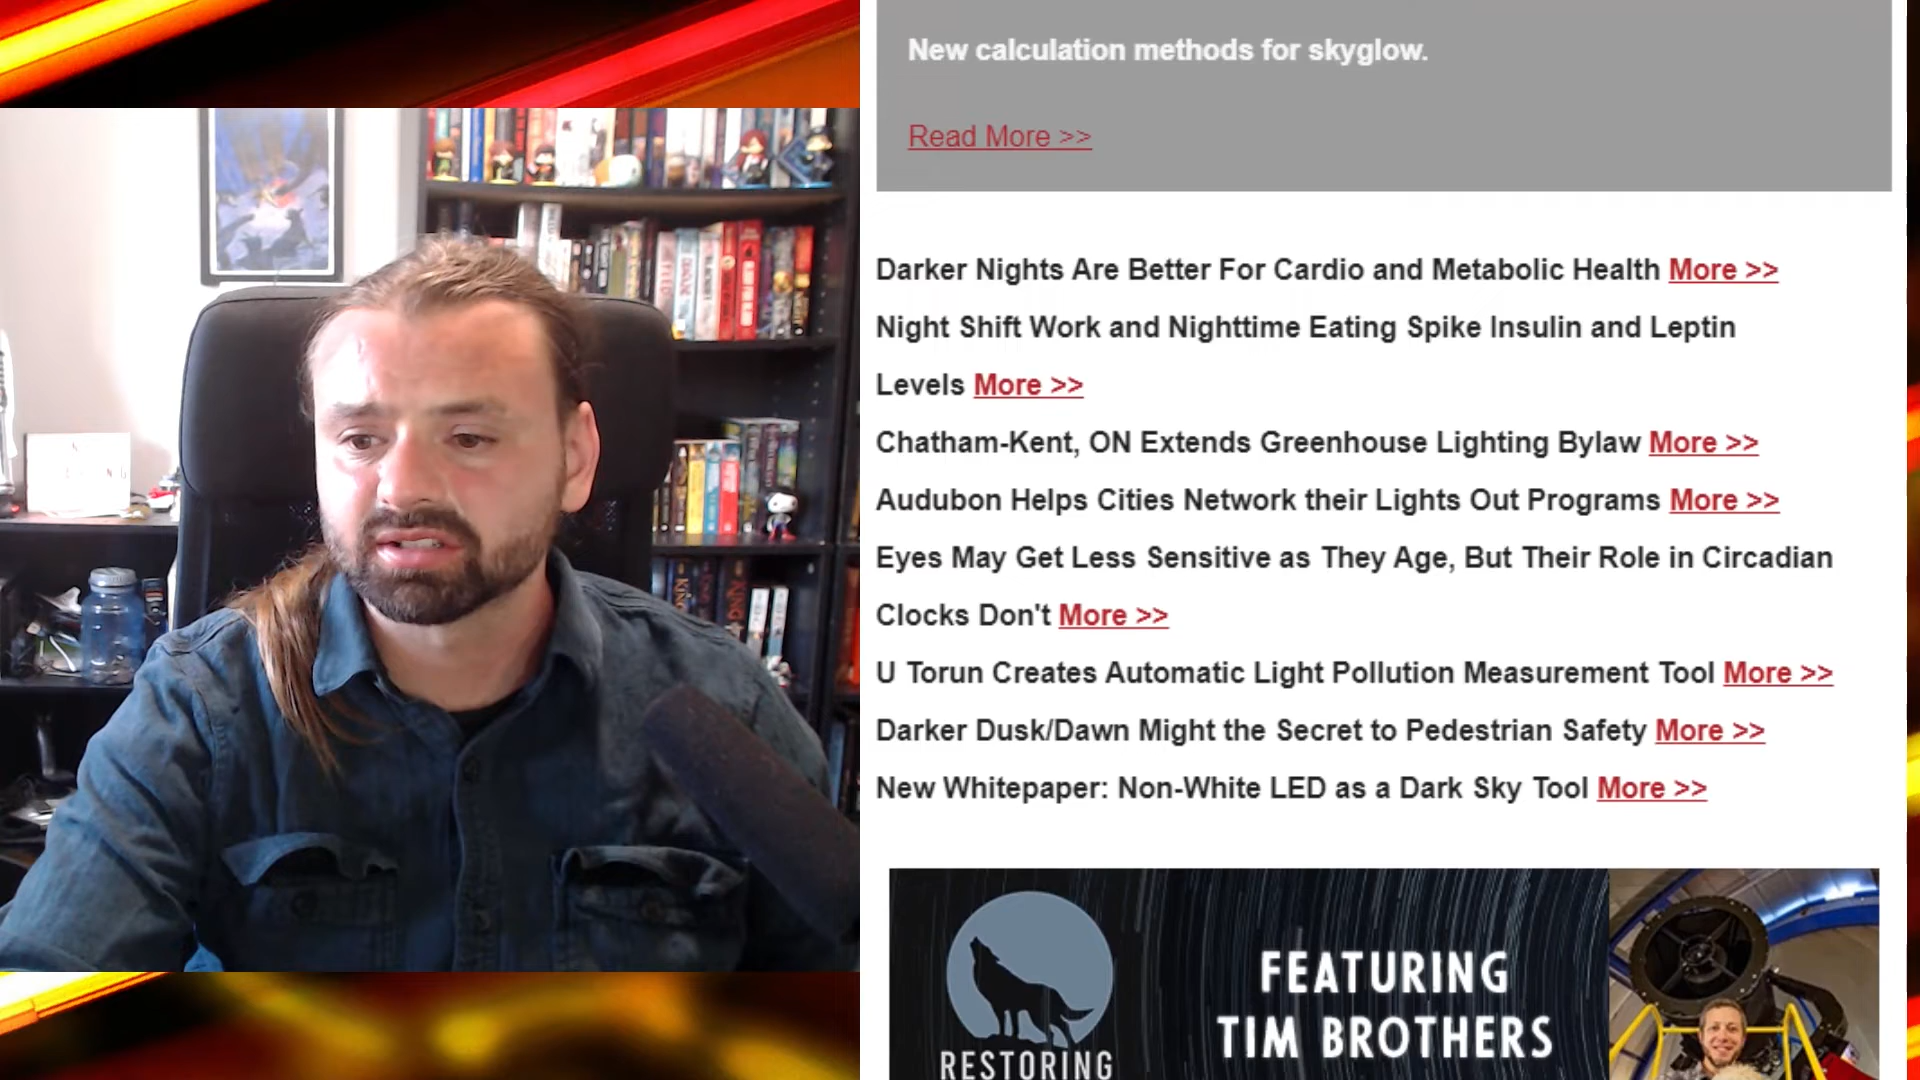 New calculation methods for skyglow.
Read More >>
Darker Nights Are Better For Cardio and Metabolic Health More >>
Night Shift Work and Nighttime Eating Spike Insulin and Leptin
Levels More >>
Chatham-Kent, ON Extends Greenhouse Lighting Bylaw More >>
Audubon Helps Cities Network their Lights Out Programs More >>
Eyes May Get Less Sensitive as They Age, But Their Role in Circadian
Clocks Don't More >>
U Torun Creates Automatic Light Pollution Measurement Tool More >>
Darker Dusk/Dawn Might the Secret to Pedestrian Safety More >>
New Whitepaper: Non-White LED as a Dark Sky Tool More >>
FEATURING
TIM BROTHERS
RESTORING